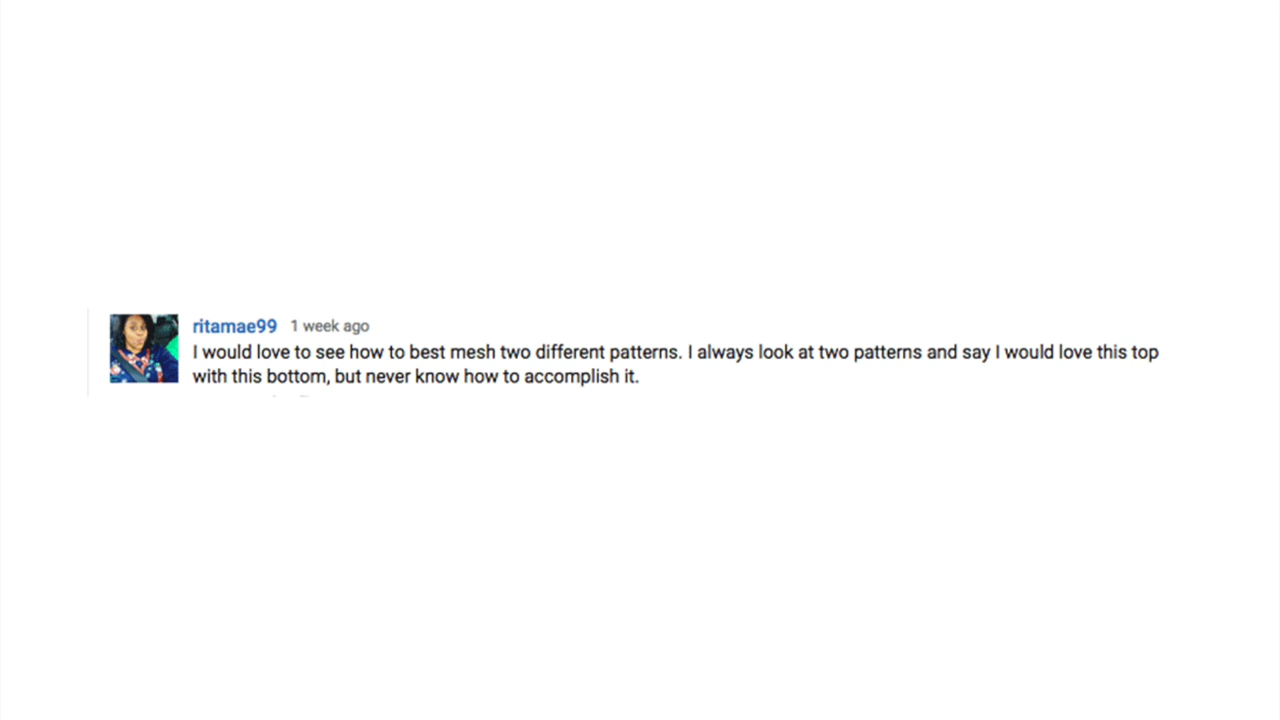 ritamae99 1 week ago
I would love to see how to best mesh two different patterns. I always look at two patterns and say I would love this top
with this bottom, but never know how to accomplish it.